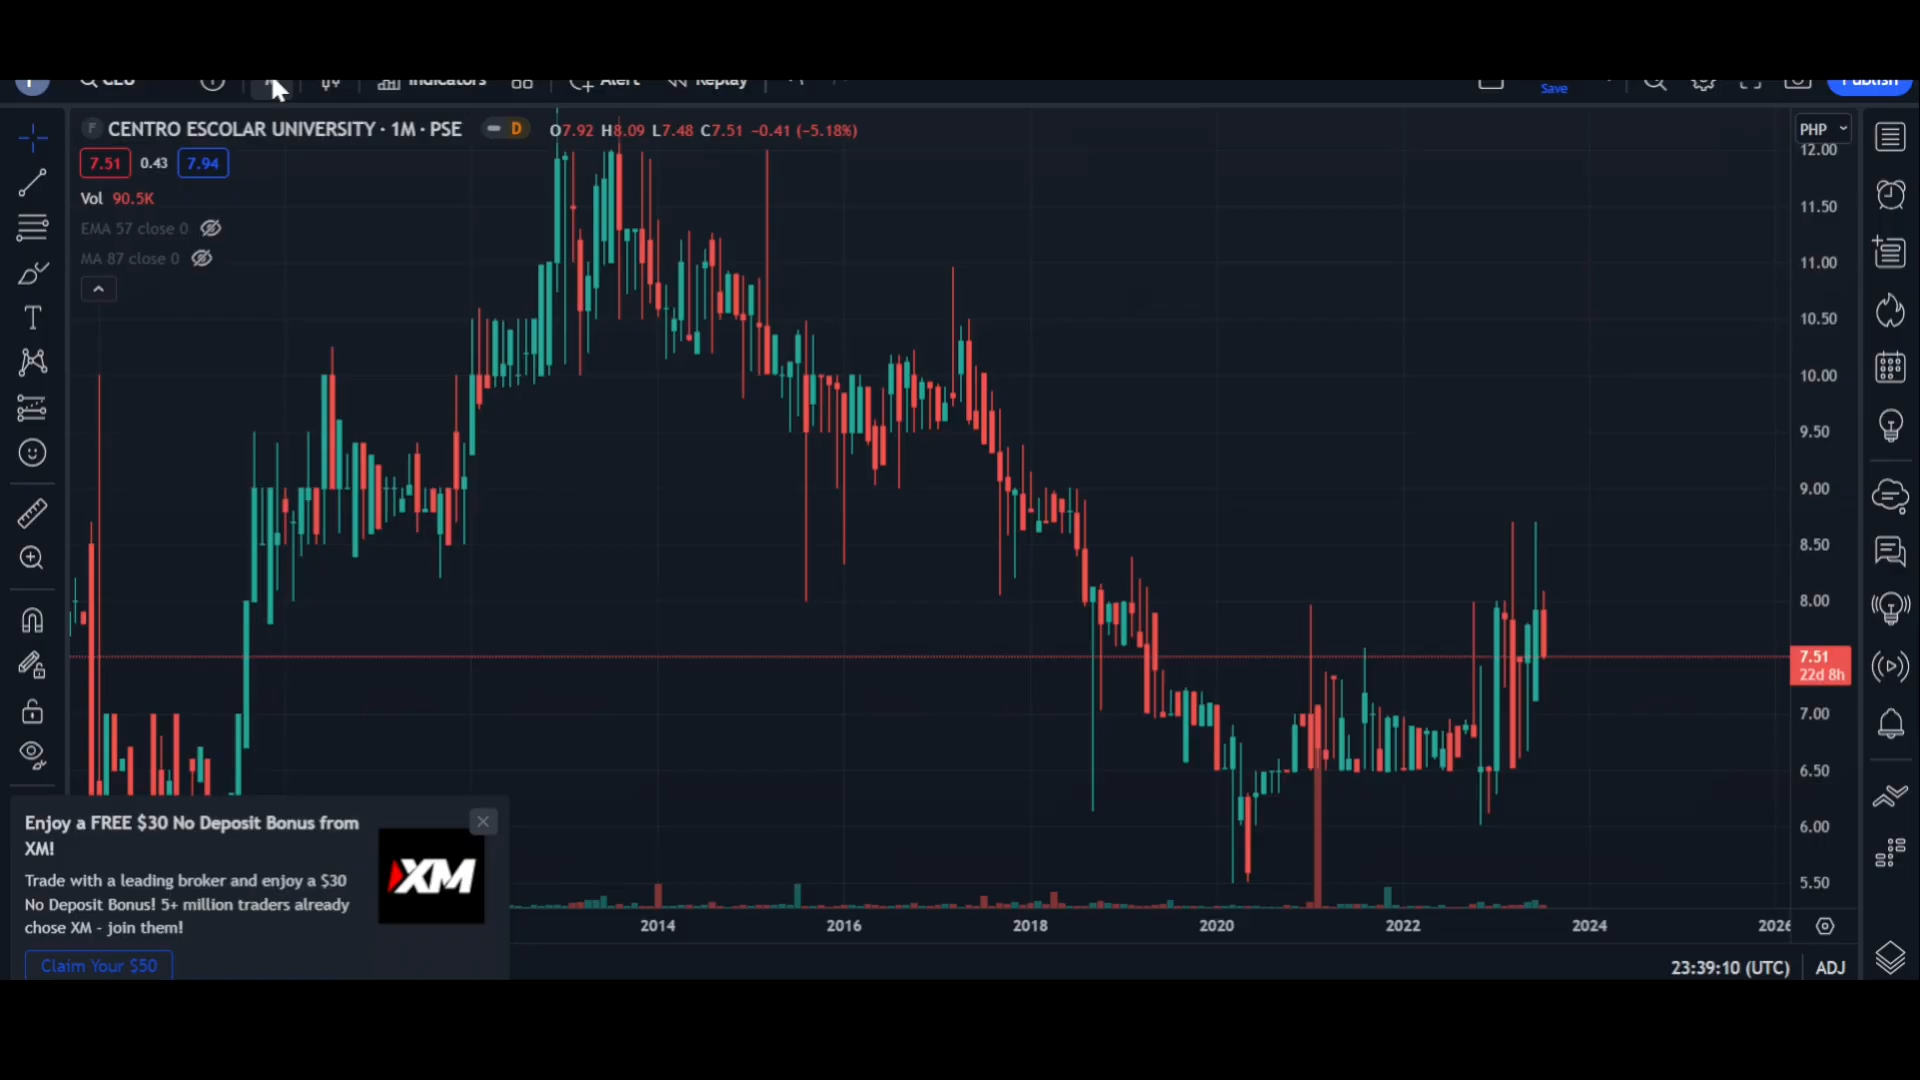 CEU
Indicators
Alert
Replay
Save
Publish
CENTRO ESCOLAR UNIVERSITY · 1M · PSE
D
O7.92 H8.09 L7.48 C7.51 −0.41 (−5.18%)
F
7.51 0.43 7.94
Vol 90.5K
EMA 57 close 0
MA 87 close 0
PHP
12.00
11.50
11.00
10.50
10.00
9.50
9.00
8.50
8.00
7.51
22d 8h
7.00
6.50
6.00
5.50
Enjoy a FREE $30 No Deposit Bonus from
XM!
Trade with a leading broker and enjoy a $30
No Deposit Bonus! 5+ million traders already
chose XM - join them!
XM
Claim Your $50
2014 2016 2018 2020 2022 2024 2026
23:39:10 (UTC) ADJ